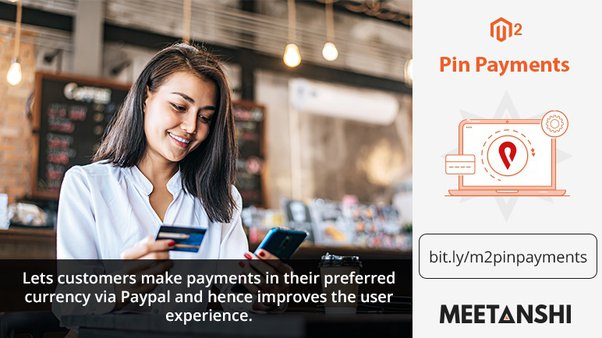 Lets customers make payments in their preferred
currency via Paypal and hence improves the user
experience.
2
Pin Payments
bit.ly/m2pinpayments
MEETANSHI